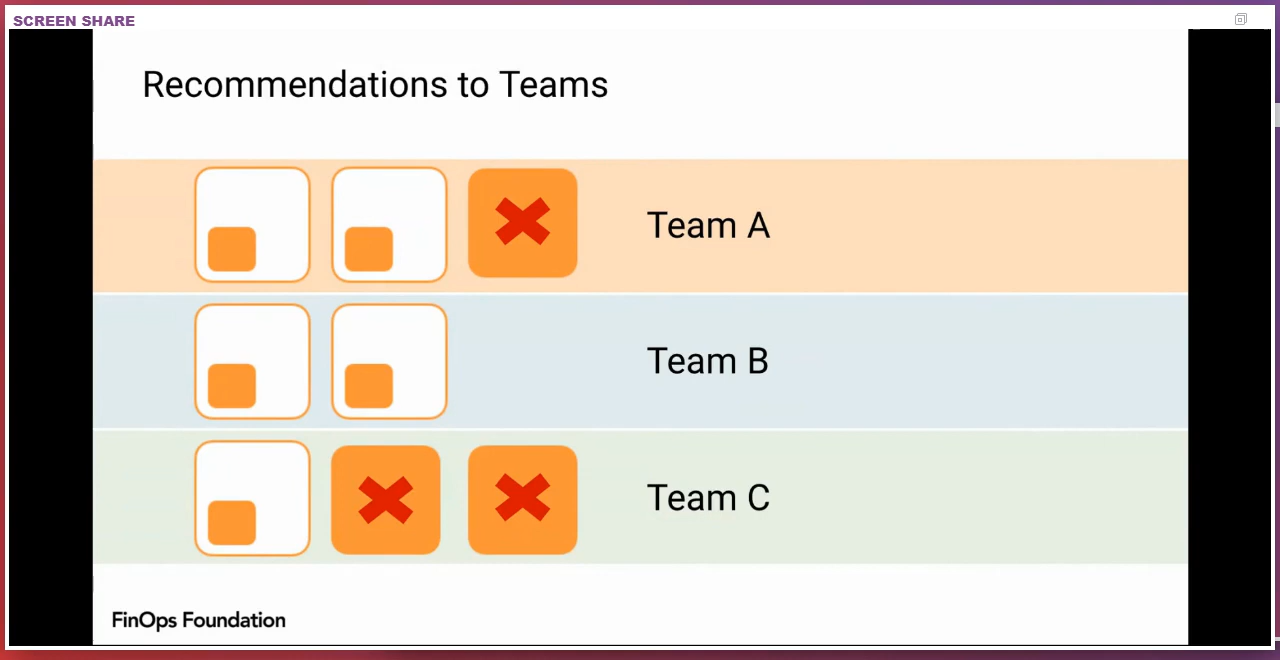 SCREEN SHARE
Recommendations to Teams
Team A
Team B
Team C
FinOps Foundation